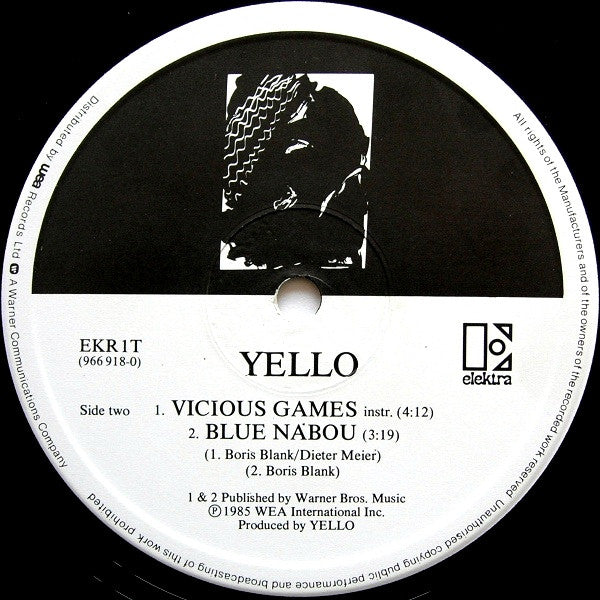 EKR1T
(966 918-0)
YELLO
elektra
Side two 1. VICIOUS GAMES instr. (4:12)
2. BLUE NA'BOU (3:19)
(1. Boris Blank/Dieter Meier)
(2. Boris Blank)
1 & 2 Published by Warner Bros. Music
Ⓟ 1985 WEA International Inc.
Produced by YELLO
All rights of the Manufacturers and of the owners of the recorded work reserved Unauthorised copying public performance and broadcasting of this work prohibited
Distributed by wea Records Ltd A Warner Communications Company